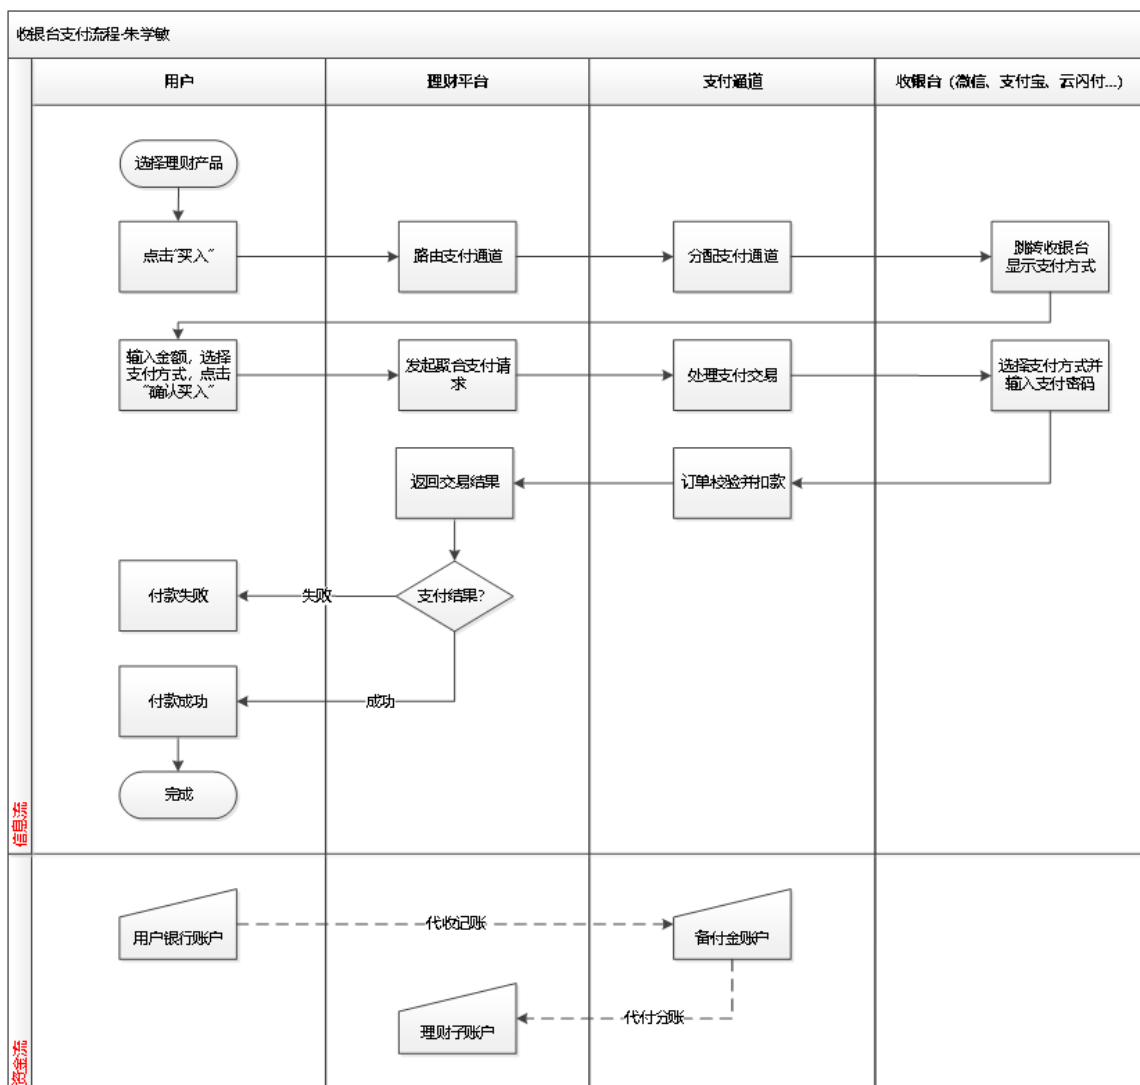 收银台支付流程-朱学敏
用户
理财平台
支付通道
收银台（微信、支付宝、云闪付...）
选择理财产品
点击“买入”
路由支付通道
分配支付通道
跳转收银台
显示支付方式
输入金额，选择
支付方式，点击
“确认买入”
发起聚合支付请
求
处理支付交易
选择支付方式并
输入支付密码
返回交易结果
订单校验并扣款
付款失败
失败
支付结果?
付款成功
成功
完成
信息流
用户银行账户
代收记账
备付金账户
理财子账户
代付分账
资金流